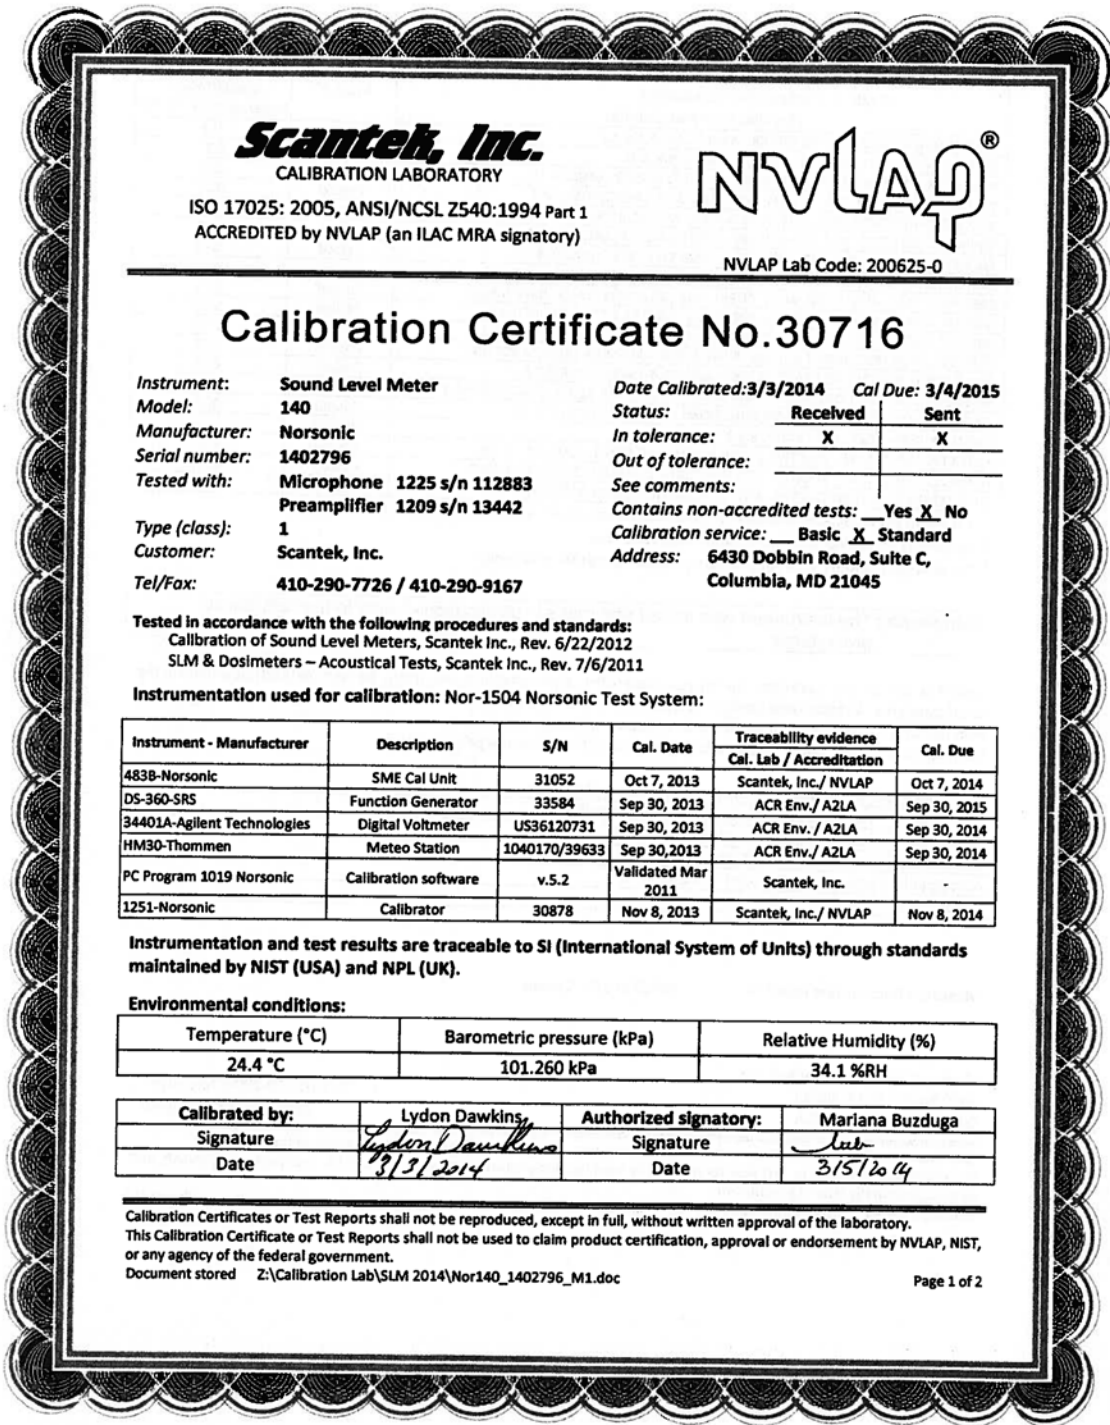 Scantek, Inc.
CALIBRATION LABORATORY
ISO 17025: 2005, ANSI/NCSL Z540:1994 Part 1
ACCREDITED by NVLAP (an ILAC MRA signatory)
NVLAP®
NVLAP Lab Code: 200625-0
Calibration Certificate No.30716
Instrument: Sound Level Meter
Model: 140
Manufacturer: Norsonic
Serial number: 1402796
Tested with: Microphone 1225 s/n 112883
Preamplifier 1209 s/n 13442
Type (class): 1
Customer: Scantek, Inc.
Tel/Fax: 410-290-7726 / 410-290-9167
Date Calibrated:3/3/2014 Cal Due: 3/4/2015
Status: Received Sent
In tolerance: X X
Out of tolerance:
See comments:
Contains non-accredited tests: __Yes X No
Calibration service: __ Basic X Standard
Address: 6430 Dobbin Road, Suite C,
Columbia, MD 21045
Tested in accordance with the following procedures and standards:
Calibration of Sound Level Meters, Scantek Inc., Rev. 6/22/2012
SLM & Dosimeters – Acoustical Tests, Scantek Inc., Rev. 7/6/2011
Instrumentation used for calibration: Nor-1504 Norsonic Test System:
Instrument - Manufacturer Description S/N Cal. Date Traceability evidence Cal. Due
Cal. Lab / Accreditation
483B-Norsonic SME Cal Unit 31052 Oct 7, 2013 Scantek, Inc./ NVLAP Oct 7, 2014
DS-360-SRS Function Generator 33584 Sep 30, 2013 ACR Env./ A2LA Sep 30, 2015
34401A-Agilent Technologies Digital Voltmeter US36120731 Sep 30, 2013 ACR Env. / A2LA Sep 30, 2014
HM30-Thommen Meteo Station 1040170/39633 Sep 30,2013 ACR Env./ A2LA Sep 30, 2014
PC Program 1019 Norsonic Calibration software v.5.2 Validated Mar 2011 Scantek, Inc. -
1251-Norsonic Calibrator 30878 Nov 8, 2013 Scantek, Inc./ NVLAP Nov 8, 2014
Instrumentation and test results are traceable to SI (International System of Units) through standards
maintained by NIST (USA) and NPL (UK).
Environmental conditions:
Temperature (°C) Barometric pressure (kPa) Relative Humidity (%)
24.4 °C 101.260 kPa 34.1 %RH
Calibrated by: Lydon Dawkins Authorized signatory: Mariana Buzduga
Signature Lydon Dawkins Signature
Date 3/3/2014 Date 3/5/2014
Calibration Certificates or Test Reports shall not be reproduced, except in full, without written approval of the laboratory.
This Calibration Certificate or Test Reports shall not be used to claim product certification, approval or endorsement by NVLAP, NIST,
or any agency of the federal government.
Document stored Z:\Calibration Lab\SLM 2014\Nor140_1402796_M1.doc
Page 1 of 2